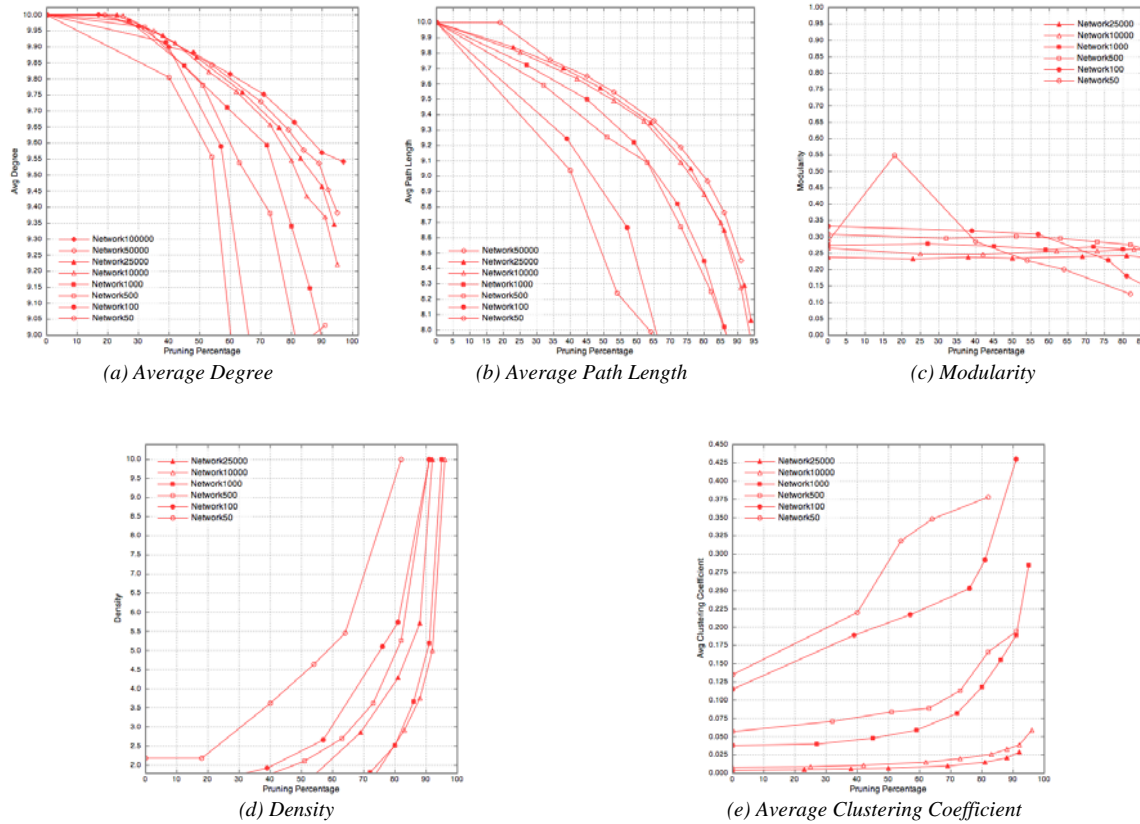 10.00
9.95
9.90
9.85
9.80
9.75
9.70
9.65
9.60
9.55
9.50
9.45
9.40
9.35
9.30
9.25
9.20
9.15
9.10
9.05
9.00
Avg Degree
Network100000
Network50000
Network25000
Network10000
Network1000
Network500
Network100
Network50
0 10 20 30 40 50 60 70 80 90 100
Pruning Percentage
(a) Average Degree
10.0
9.9
9.8
9.7
9.6
9.5
9.4
9.3
9.2
9.1
9.0
8.9
8.8
8.7
8.6
8.5
8.4
8.3
8.2
8.1
8.0
Avg Path Length
Network50000
Network25000
Network10000
Network1000
Network500
Network100
Network50
0 5 10 15 20 25 30 35 40 45 50 55 60 65 70 75 80 85 90 95
Pruning Percentage
(b) Average Path Length
1.00
0.95
0.90
0.85
0.80
0.75
0.70
0.65
0.60
0.55
0.50
0.45
0.40
0.35
0.30
0.25
0.20
0.15
0.10
0.05
0.00
Modularity
Network25000
Network10000
Network1000
Network500
Network100
Network50
0 5 10 15 20 25 30 35 40 45 50 55 60 65 70 75 80
Pruning Percentage
(c) Modularity
10.0
9.5
9.0
8.5
8.0
7.5
7.0
6.5
6.0
5.5
5.0
4.5
4.0
3.5
3.0
2.5
2.0
Density
Network25000
Network10000
Network1000
Network500
Network100
Network50
0 10 20 30 40 50 60 70 80 90 100
Pruning Percentage
(d) Density
0.450
0.425
0.400
0.375
0.350
0.325
0.300
0.275
0.250
0.225
0.200
0.175
0.150
0.125
0.100
0.075
0.050
0.025
0.000
Avg Clustering Coefficient
Network25000
Network10000
Network1000
Network500
Network100
Network50
0 10 20 30 40 50 60 70 80 90 100
Pruning Percentage
(e) Average Clustering Coefficient